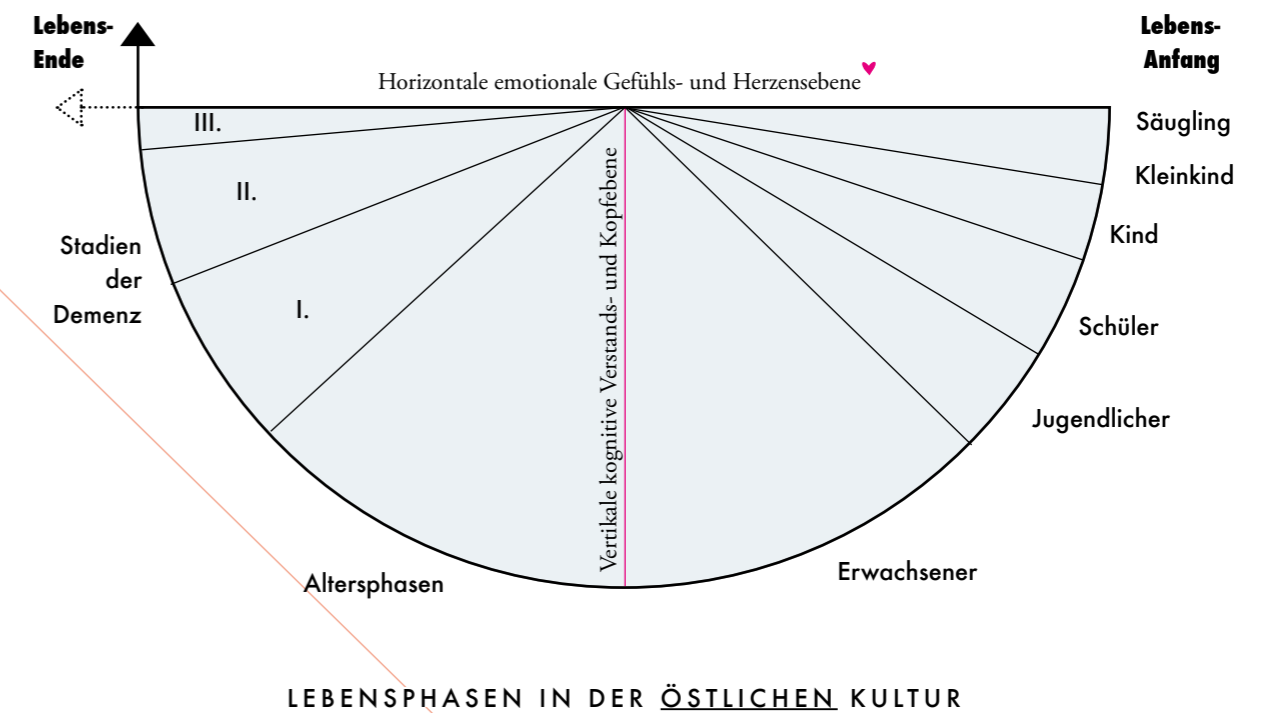 Lebens-
Ende
Lebens-
Anfang
Horizontale emotionale Gefühls- und Herzensebene
Säugling
Kleinkind
Kind
Schüler
Jugendlicher
Erwachsener
Vertikale kognitive Verstands- und Kopfebene
Altersphasen
Stadien
der
Demenz
I.
II.
III.
LEBENSPHASEN IN DER ÖSTLICHEN KULTUR